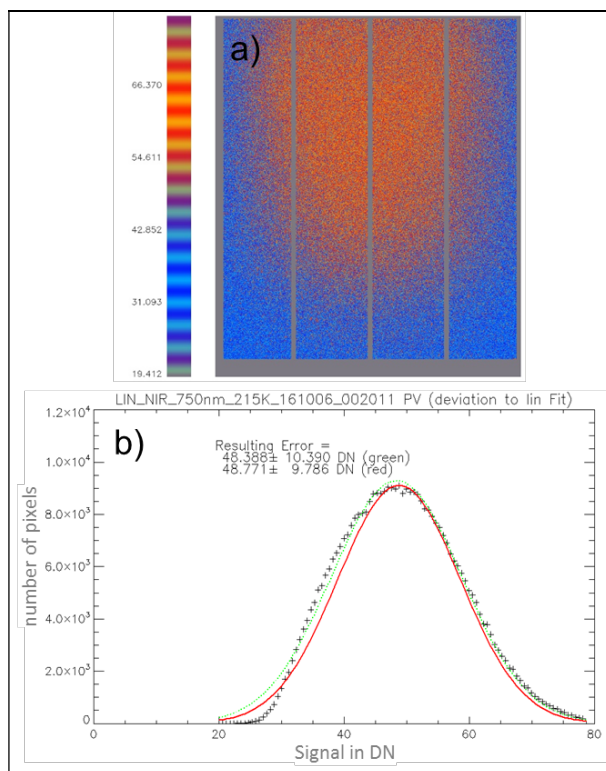 a)
66.370
54.611
42.852
31.093
19.412
LIN_NIR_750nm_215K_161006_002011 PV (deviation to lin Fit)
b)
Resulting Error =
48.388± 10.390 DN (green)
48.771± 9.786 DN (red)
1.2×10⁴
1.0×10⁴
8.0×10³
6.0×10³
4.0×10³
2.0×10³
0
number of pixels
0 20 40 60 80
Signal in DN